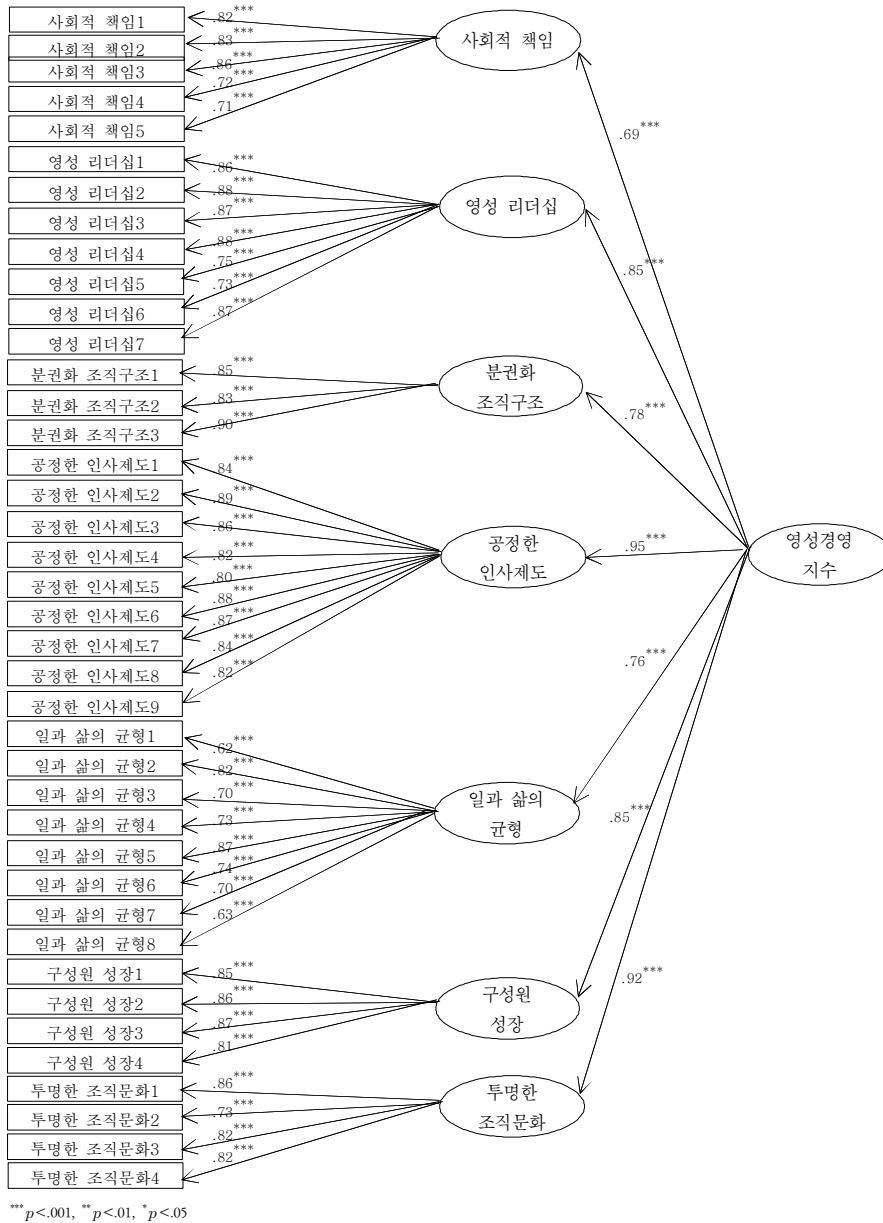 사회적 책임1
사회적 책임2
사회적 책임3
사회적 책임4
사회적 책임5
.82***
.83***
.86***
.72***
.71***
사회적 책임
영성 리더십1
영성 리더십2
영성 리더십3
영성 리더십4
영성 리더십5
영성 리더십6
영성 리더십7
.86***
.88***
.87***
.88***
.75***
.73***
.87***
영성 리더십
분권화 조직구조1
분권화 조직구조2
분권화 조직구조3
.85***
.83***
.90***
분권화
조직구조
공정한 인사제도1
공정한 인사제도2
공정한 인사제도3
공정한 인사제도4
공정한 인사제도5
공정한 인사제도6
공정한 인사제도7
공정한 인사제도8
공정한 인사제도9
.84***
.89***
.86***
.82***
.80***
.88***
.87***
.84***
.82***
공정한
인사제도
일과 삶의 균형1
일과 삶의 균형2
일과 삶의 균형3
일과 삶의 균형4
일과 삶의 균형5
일과 삶의 균형6
일과 삶의 균형7
일과 삶의 균형8
.62***
.82***
.70***
.73***
.87***
.74***
.70***
.63***
일과 삶의
균형
구성원 성장1
구성원 성장2
구성원 성장3
구성원 성장4
.85***
.86***
.87***
.81***
구성원
성장
투명한 조직문화1
투명한 조직문화2
투명한 조직문화3
투명한 조직문화4
.86***
.73***
.82***
.82***
투명한
조직문화
.69***
.85***
.78***
.95***
.76***
.85***
.92***
영성경영
지수
***p<.001, **p<.01, *p<.05